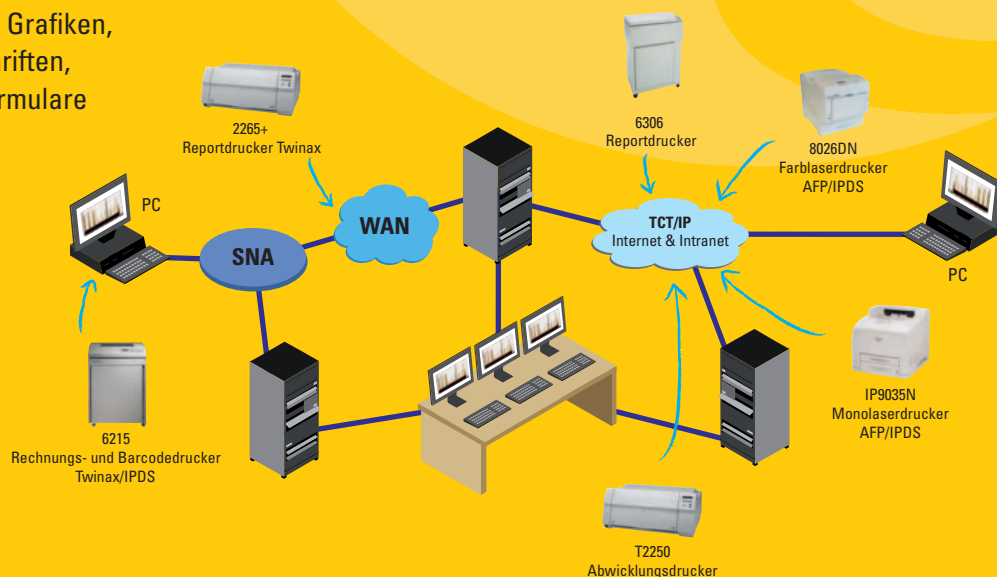 Grafiken,
riften,
rmulare
2265+
Reportdrucker Twinax
6306
Reportdrucker
8026DN
Farblaserdrucker
AFP/IPDS
PC
SNA
WAN
TCT/IP
Internet & Intranet
PC
6215
Rechnungs- und Barcodedrucker
Twinax/IPDS
IP9035N
Monolaserdrucker
AFP/IPDS
T2250
Abwicklungsdrucker